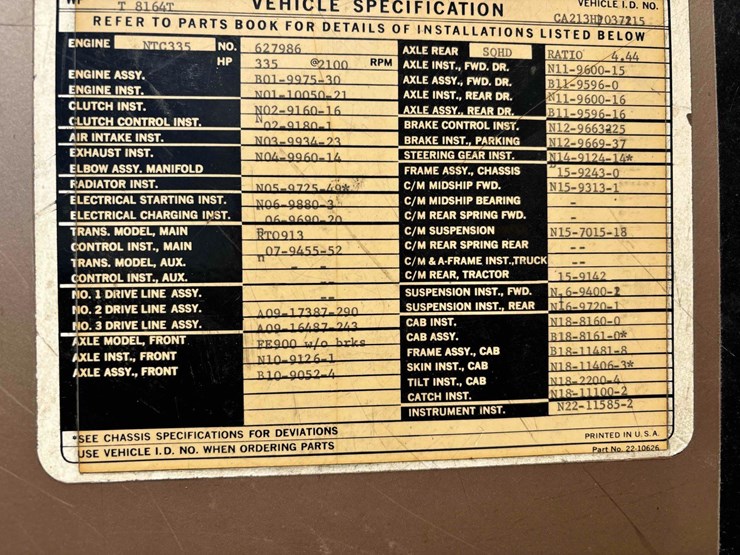 T 8164T VEHICLE SPECIFICATION VEHICLE I.D. NO.
REFER TO PARTS BOOK FOR DETAILS OF INSTALLATIONS LISTED BELOW
ENGINE NTC335 NO. 627986
HP 335 @2100 RPM
ENGINE ASSY. B01-9975-30
ENGINE INST. N01-10050-21
CLUTCH INST. N02-9160-16
CLUTCH CONTROL INST. N02-9180-1
AIR INTAKE INST. N03-9934-23
EXHAUST INST. N04-9960-14
ELBOW ASSY. MANIFOLD
RADIATOR INST. N05-9725-49*
ELECTRICAL STARTING INST. N06-9880-3
ELECTRICAL CHARGING INST. 06-9690-20
TRANS. MODEL, MAIN RTO913
CONTROL INST., MAIN 07-9455-52
TRANS. MODEL, AUX. - -
CONTROL INST., AUX. --
NO. 1 DRIVE LINE ASSY. --
NO. 2 DRIVE LINE ASSY. A09-17387-290
NO. 3 DRIVE LINE ASSY. A09-16487-243
AXLE MODEL, FRONT FE900 w/o brks
AXLE INST., FRONT N10-9126-1
AXLE ASSY., FRONT B10-9052-4
*SEE CHASSIS SPECIFICATIONS FOR DEVIATIONS
USE VEHICLE I.D. NO. WHEN ORDERING PARTS
AXLE REAR SQHD RATIO 4.44
AXLE INST., FWD. DR. N11-9600-15
AXLE ASSY., FWD. DR. B11-9596-0
AXLE INST., REAR DR. N11-9600-16
AXLE ASSY., REAR DR. B11-9596-16
BRAKE CONTROL INST.
BRAKE INST., PARKING N12-9669-37
STEERING GEAR INST. N14-9124-14*
FRAME ASSY., CHASSIS 15-9243-0
C/M MIDSHIP FWD. N15-9313-1
C/M MIDSHIP BEARING -
C/M REAR SPRING FWD. -
C/M SUSPENSION N15-7015-18
C/M REAR SPRING REAR --
C/M & A-FRAME INST., TRUCK --
C/M REAR, TRACTOR 15-9142
SUSPENSION INST., FWD.
SUSPENSION INST., REAR N16-9720-1
CAB INST. N18-8160-0
CAB ASSY. B18-8161-0*
FRAME ASSY., CAB B18-11481-8
SKIN INST., CAB N18-11406-3*
TILT INST., CAB N18-2200-4
CATCH INST. N18-11100-2
INSTRUMENT INST. N22-11585-2
PRINTED IN U.S.A.
Part No. 22-10626